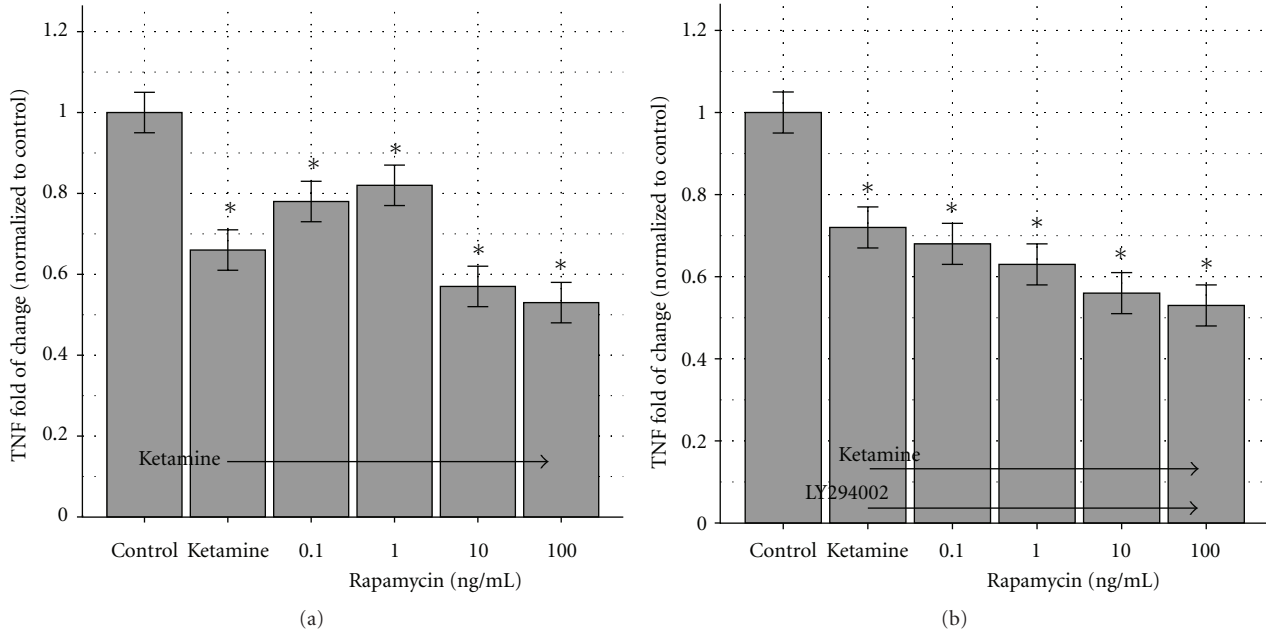 TNF fold of change (normalized to control)
1.2
1
0.8
0.6
0.4
0.2
0
*
*
*
*
*
Ketamine
Control Ketamine 0.1 1 10 100
Rapamycin (ng/mL)
(a)
TNF fold of change (normalized to control)
1.2
1
0.8
0.6
0.4
0.2
0
*
*
*
*
*
Ketamine
LY294002
Control Ketamine 0.1 1 10 100
Rapamycin (ng/mL)
(b)